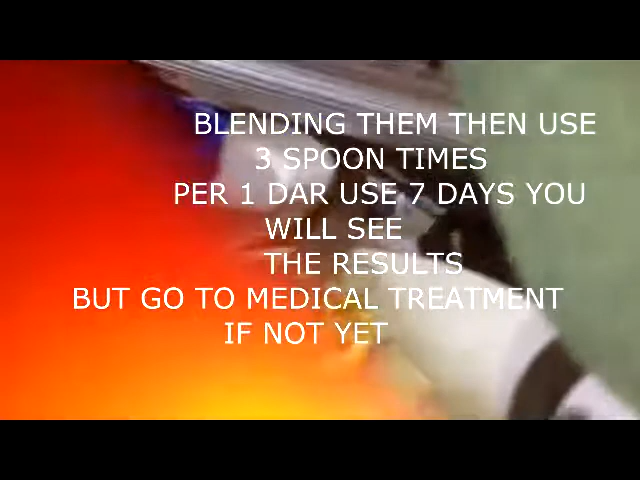 BLENDING THEM THEN USE
3 SPOON TIMES
PER 1 DAR USE 7 DAYS YOU
WILL SEE
THE RESULTS
BUT GO TO MEDICAL TREATMENT
IF NOT YET